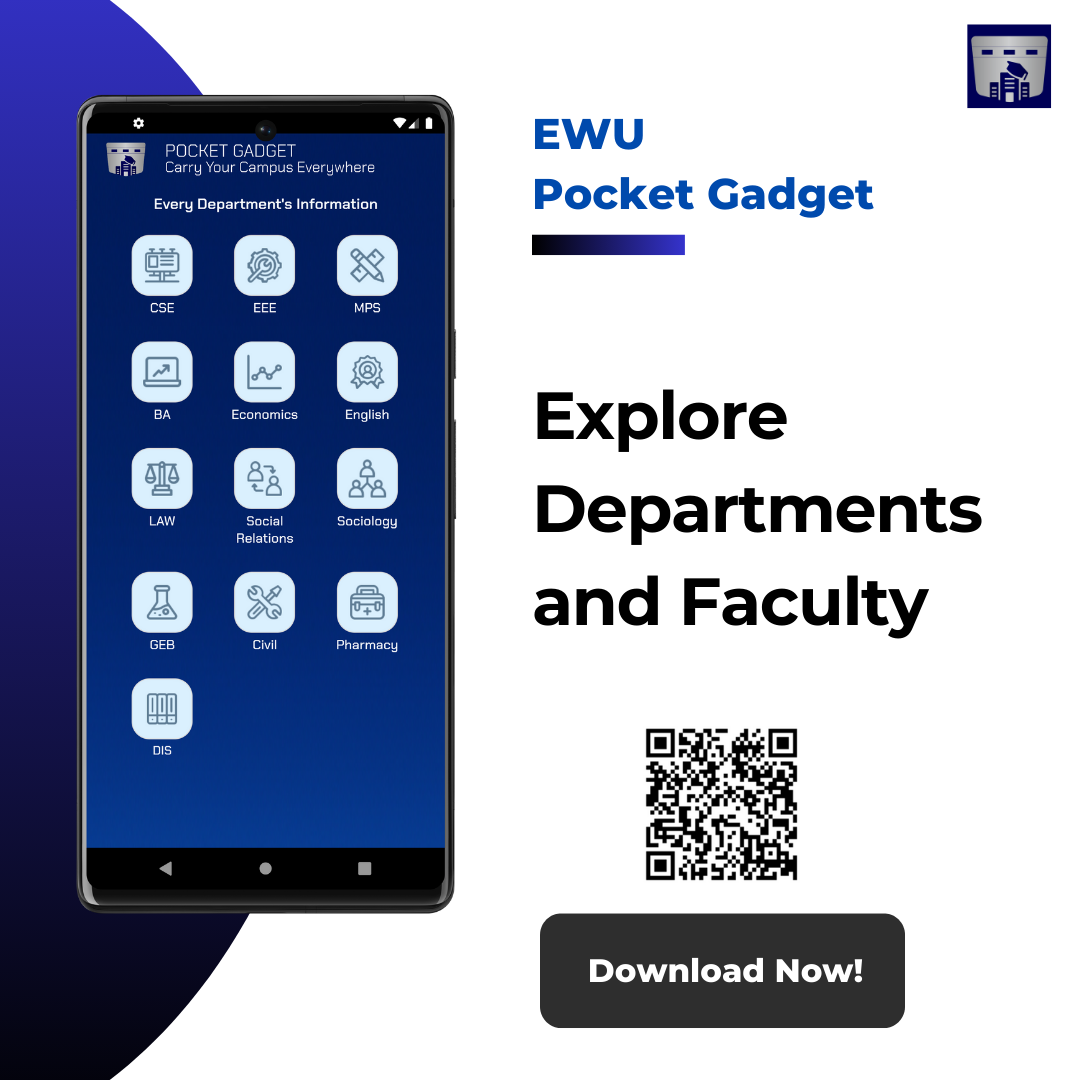 POCKET GADGET
Carry Your Campus Everywhere
Every Department's Information
CSE
EEE
MPS
BA
Economics
English
LAW
Social
Relations
Sociology
GEB
Civil
Pharmacy
DIS
EWU
Pocket Gadget
Explore
Departments
and Faculty
Download Now!